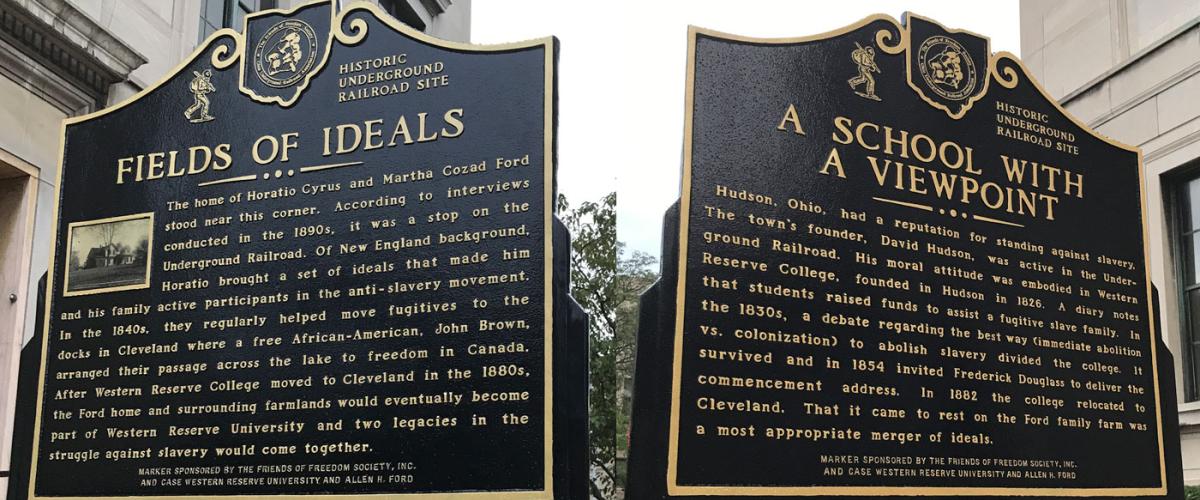 HISTORIC
UNDERGROUND
RAILROAD SITE
FIELDS OF IDEALS
The home of Horatio Cyrus and Martha Cozad Ford
stood near this corner. According to interviews
conducted in the 1890s, it was a stop on the
Underground Railroad. Of New England background,
Horatio brought a set of ideals that made him
and his family active participants in the anti-slavery movement.
In the 1840s, they regularly helped move fugitives to the
docks in Cleveland where a free African-American, John Brown,
arranged their passage across the lake to freedom in Canada.
After Western Reserve College moved to Cleveland in the 1880s,
the Ford home and surrounding farmlands would eventually become
part of Western Reserve University and two legacies in the
struggle against slavery would come together.
MARKER SPONSORED BY THE FRIENDS OF FREEDOM SOCIETY, INC.
AND CASE WESTERN RESERVE UNIVERSITY AND ALLEN H. FORD
HISTORIC
UNDERGROUND
RAILROAD SITE
A SCHOOL WITH
A VIEWPOINT
Hudson, Ohio, had a reputation for standing against slavery.
The town's founder, David Hudson, was active in the Under-
ground Railroad. His moral attitude was embodied in Western
Reserve College, founded in Hudson in 1826. A diary notes
that students raised funds to assist a fugitive slave family. In
the 1830s, a debate regarding the best way (immediate abolition
vs. colonization) to abolish slavery divided the college. It
survived and in 1854 invited Frederick Douglass to deliver the
commencement address. In 1882 the college relocated to
Cleveland. That it came to rest on the Ford family farm was
a most appropriate merger of ideals.
MARKER SPONSORED BY THE FRIENDS OF FREEDOM SOCIETY, INC.
AND CASE WESTERN RESERVE UNIVERSITY AND ALLEN H. FORD